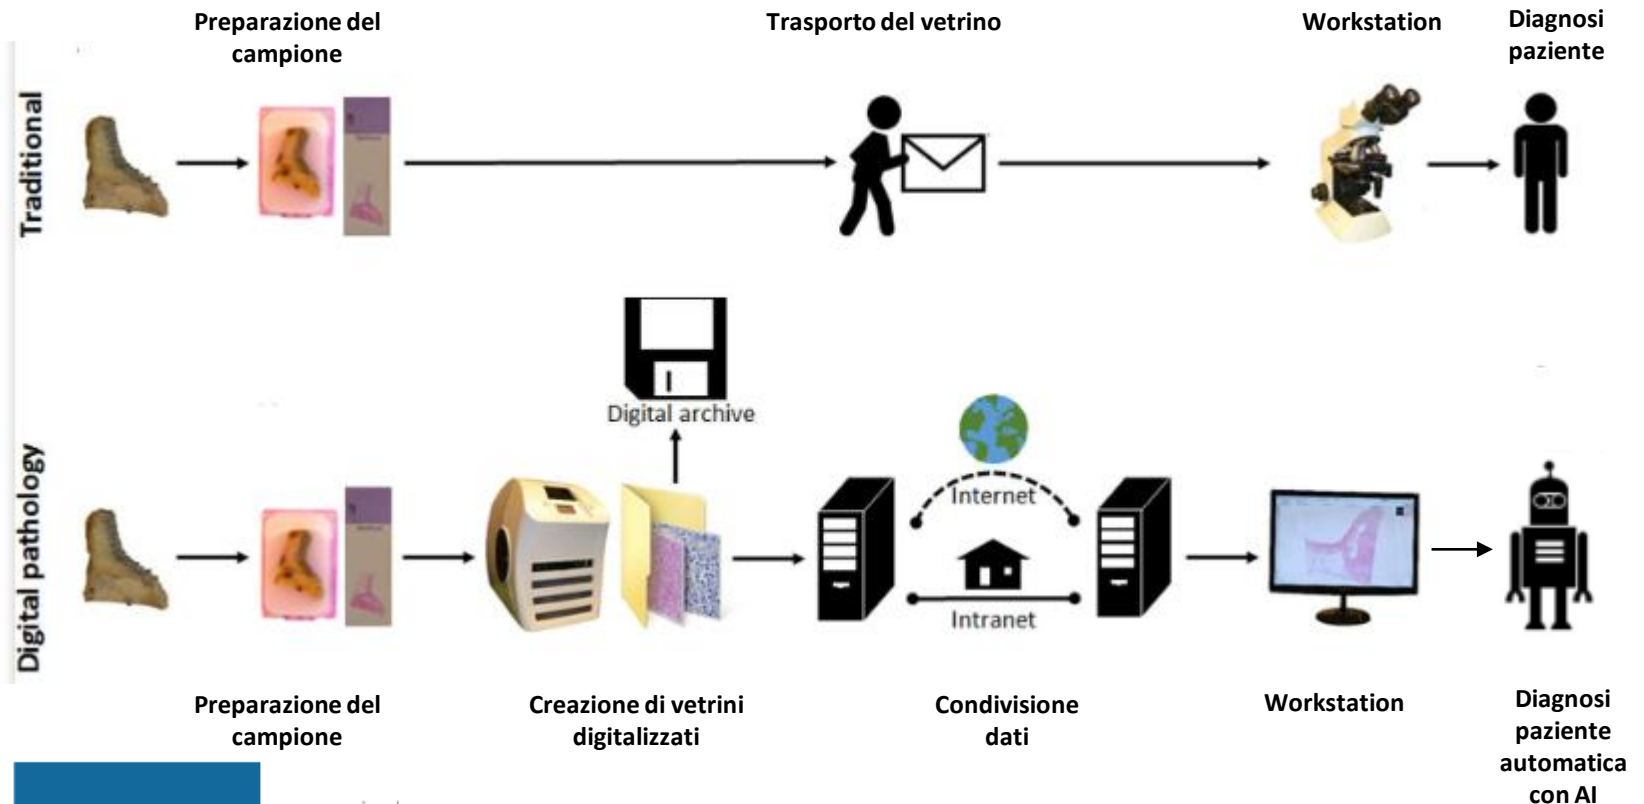 Preparazione del
campione
Trasporto del vetrino
Workstation
Diagnosi
paziente
Traditional
Digital archive
Internet
Intranet
Digital pathology
Preparazione del
campione
Creazione di vetrini
digitalizzati
Condivisione
dati
Workstation
Diagnosi
paziente
automatica
con AI